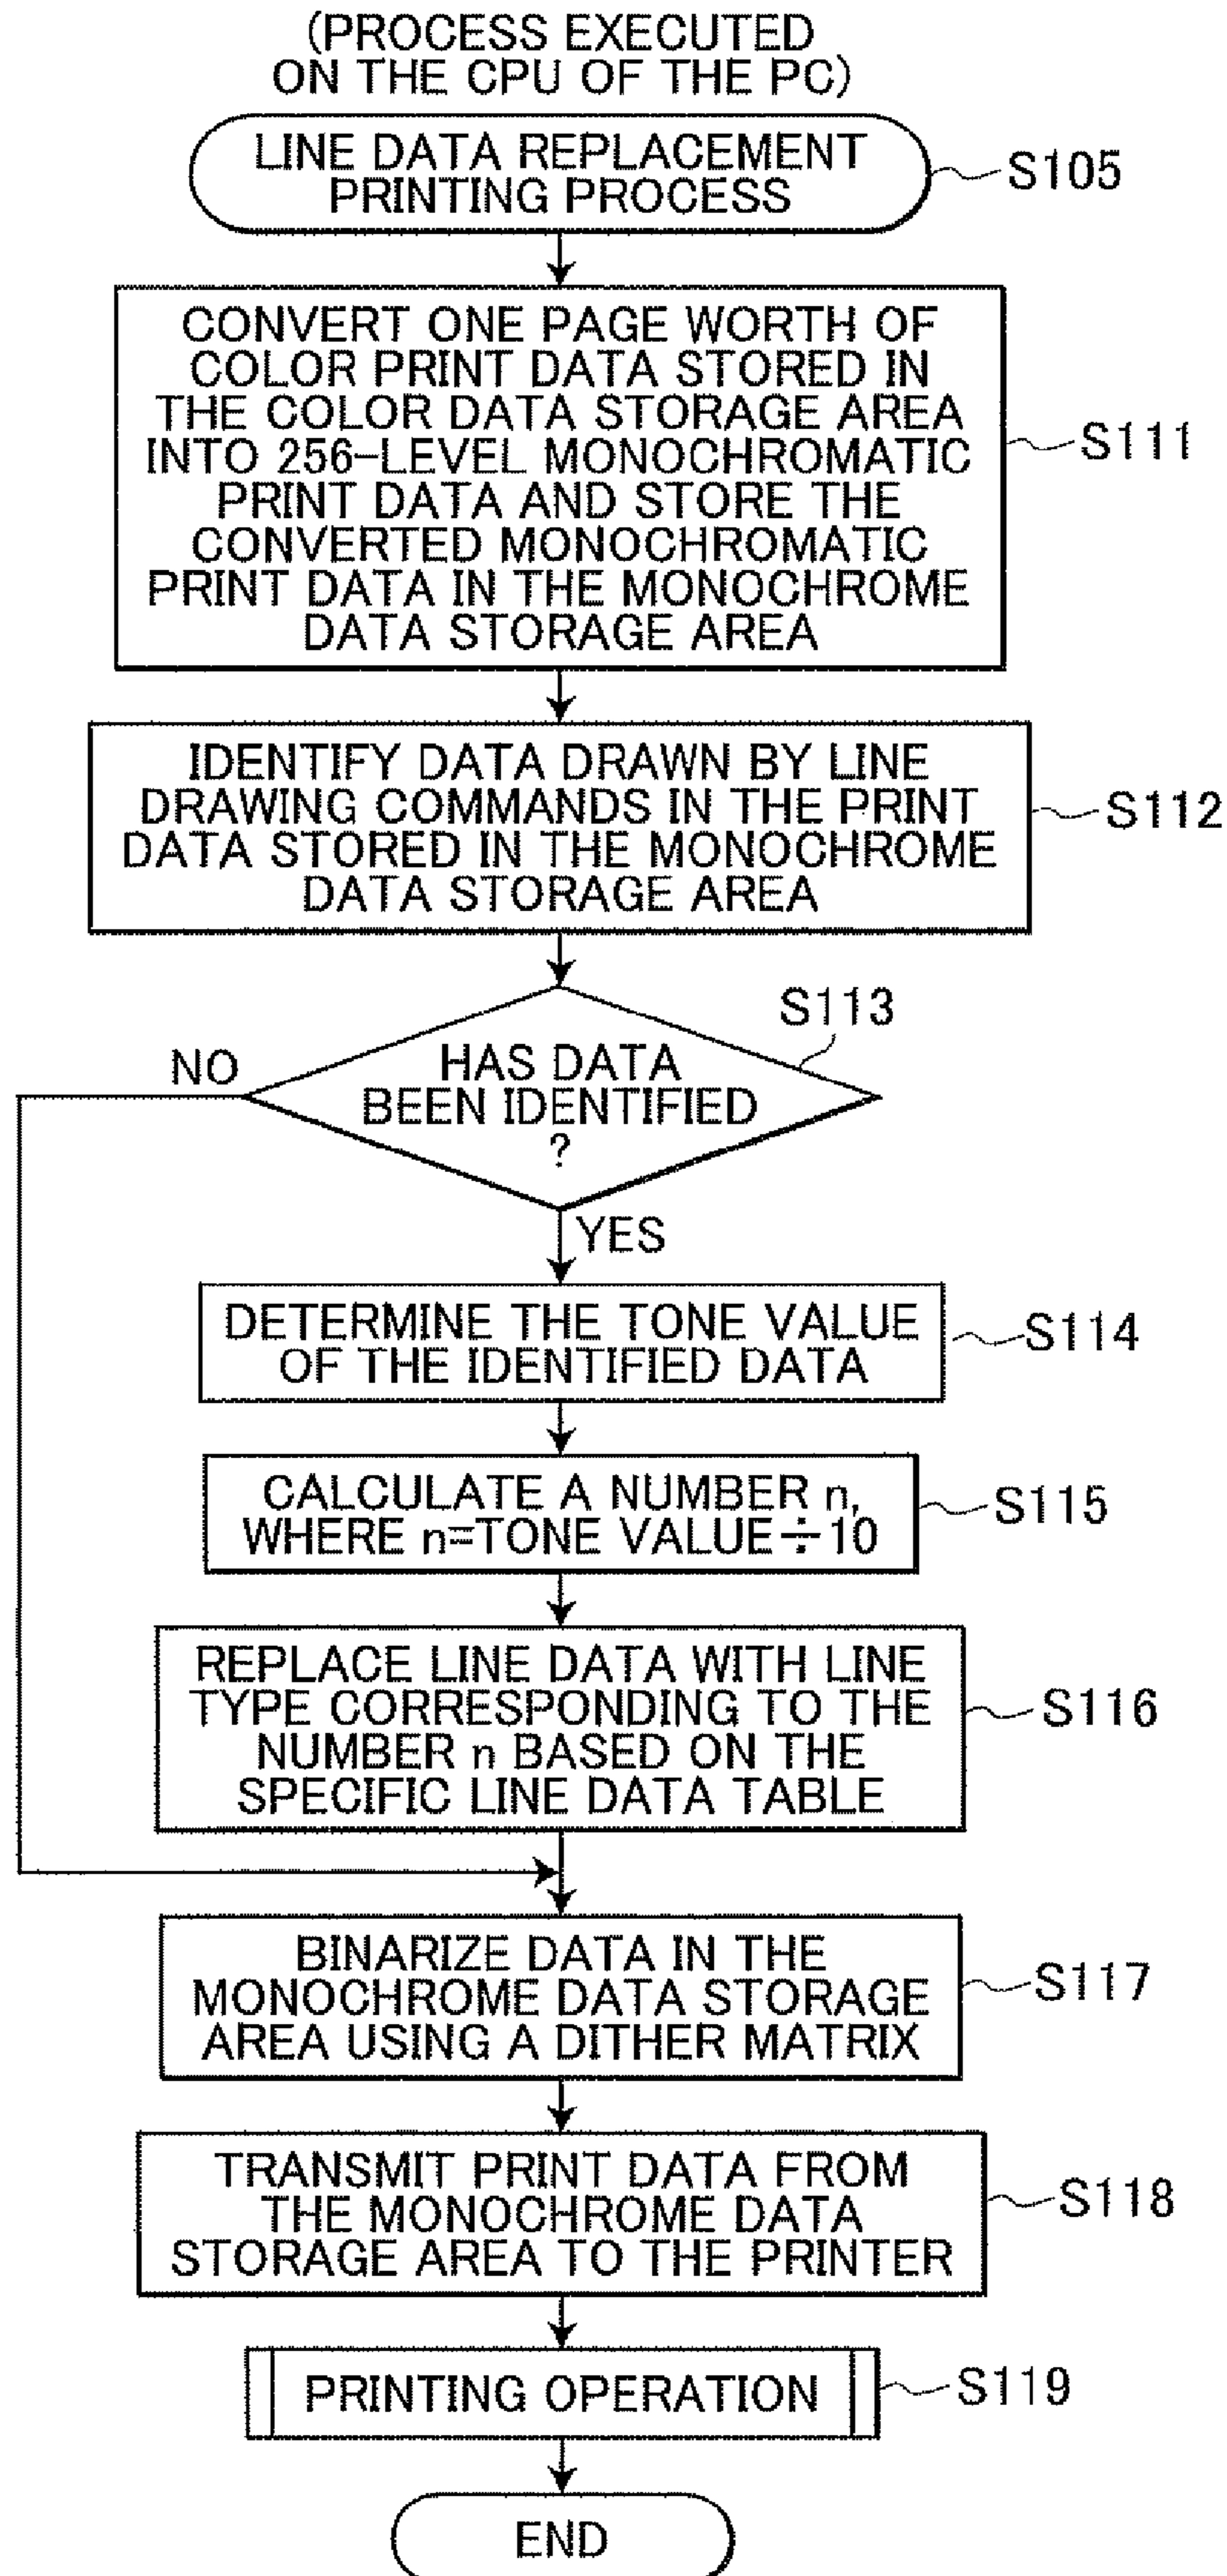 (PROCESS EXECUTED
ON THE CPU OF THE PC)
LINE DATA REPLACEMENT
PRINTING PROCESS
S105
CONVERT ONE PAGE WORTH OF
COLOR PRINT DATA STORED IN
THE COLOR DATA STORAGE AREA
INTO 256-LEVEL MONOCHROMATIC
PRINT DATA AND STORE THE
CONVERTED MONOCHROMATIC
PRINT DATA IN THE MONOCHROME
DATA STORAGE AREA
S111
IDENTIFY DATA DRAWN BY LINE
DRAWING COMMANDS IN THE PRINT
DATA STORED IN THE MONOCHROME
DATA STORAGE AREA
S112
S113
NO
HAS DATA
BEEN IDENTIFIED
?
YES
DETERMINE THE TONE VALUE
OF THE IDENTIFIED DATA
S114
CALCULATE A NUMBER n,
WHERE n=TONE VALUE÷10
S115
REPLACE LINE DATA WITH LINE
TYPE CORRESPONDING TO THE
NUMBER n BASED ON THE
SPECIFIC LINE DATA TABLE
S116
BINARIZE DATA IN THE
MONOCHROME DATA STORAGE
AREA USING A DITHER MATRIX
S117
TRANSMIT PRINT DATA FROM
THE MONOCHROME DATA
STORAGE AREA TO THE PRINTER
S118
PRINTING OPERATION
S119
END